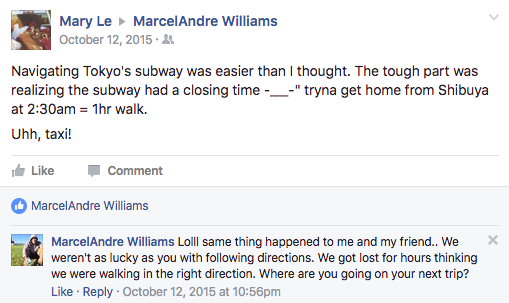 Mary Le ▶ MarcelAndre Williams
October 12, 2015 ·
Navigating Tokyo's subway was easier than I thought. The tough part was
realizing the subway had a closing time -___-" tryna get home from Shibuya
at 2:30am = 1hr walk.
Uhh, taxi!
Like Comment
MarcelAndre Williams
MarcelAndre Williams Lolll same thing happened to me and my friend.. We
weren't as lucky as you with following directions. We got lost for hours thinking
we were walking in the right direction. Where are you going on your next trip?
Like · Reply · October 12, 2015 at 10:56pm